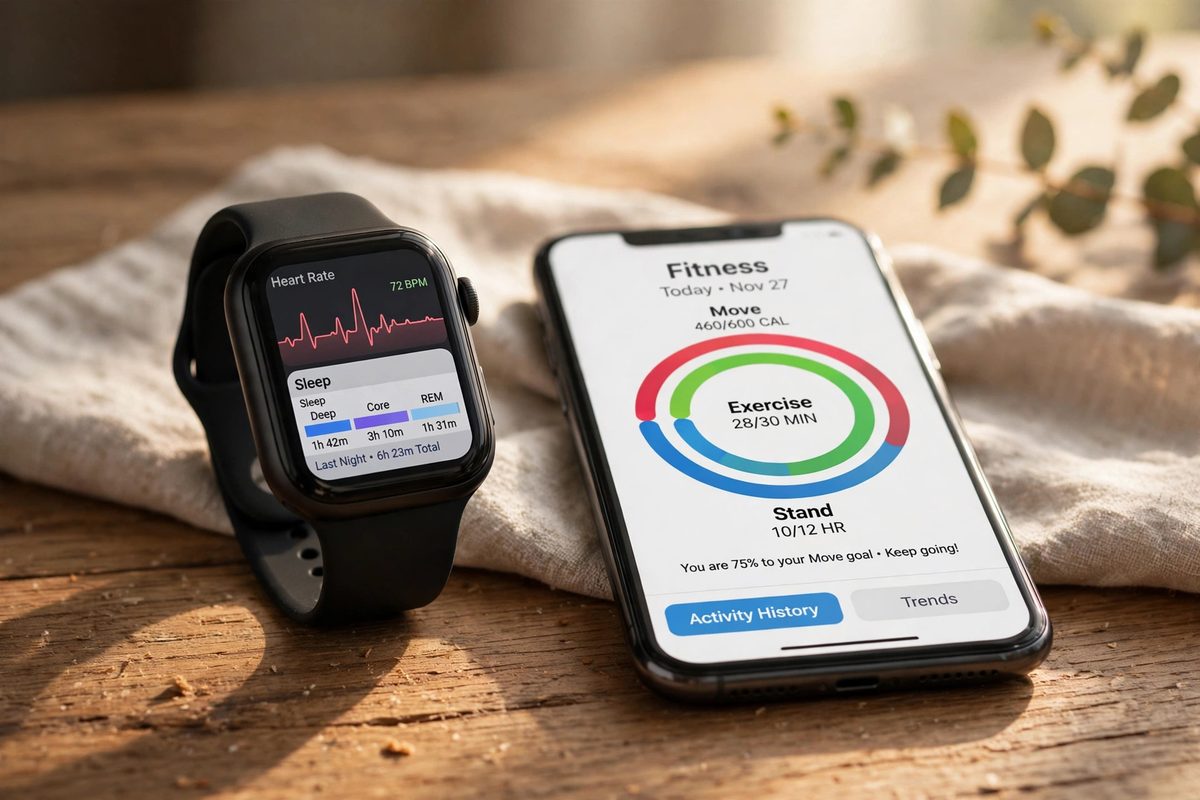 Heart Rate
72 BPM
Sleep
Sleep
Deep
Core
REM
1h 42m
3h 10m
1h 31m
Last Night • 6h 23m Total
Fitness
Today • Nov 27
Move
460/600 CAL
Exercise
28/30 MIN
Stand
10/12 HR
You are 75% to your Move goal • Keep going!
Activity History
Trends